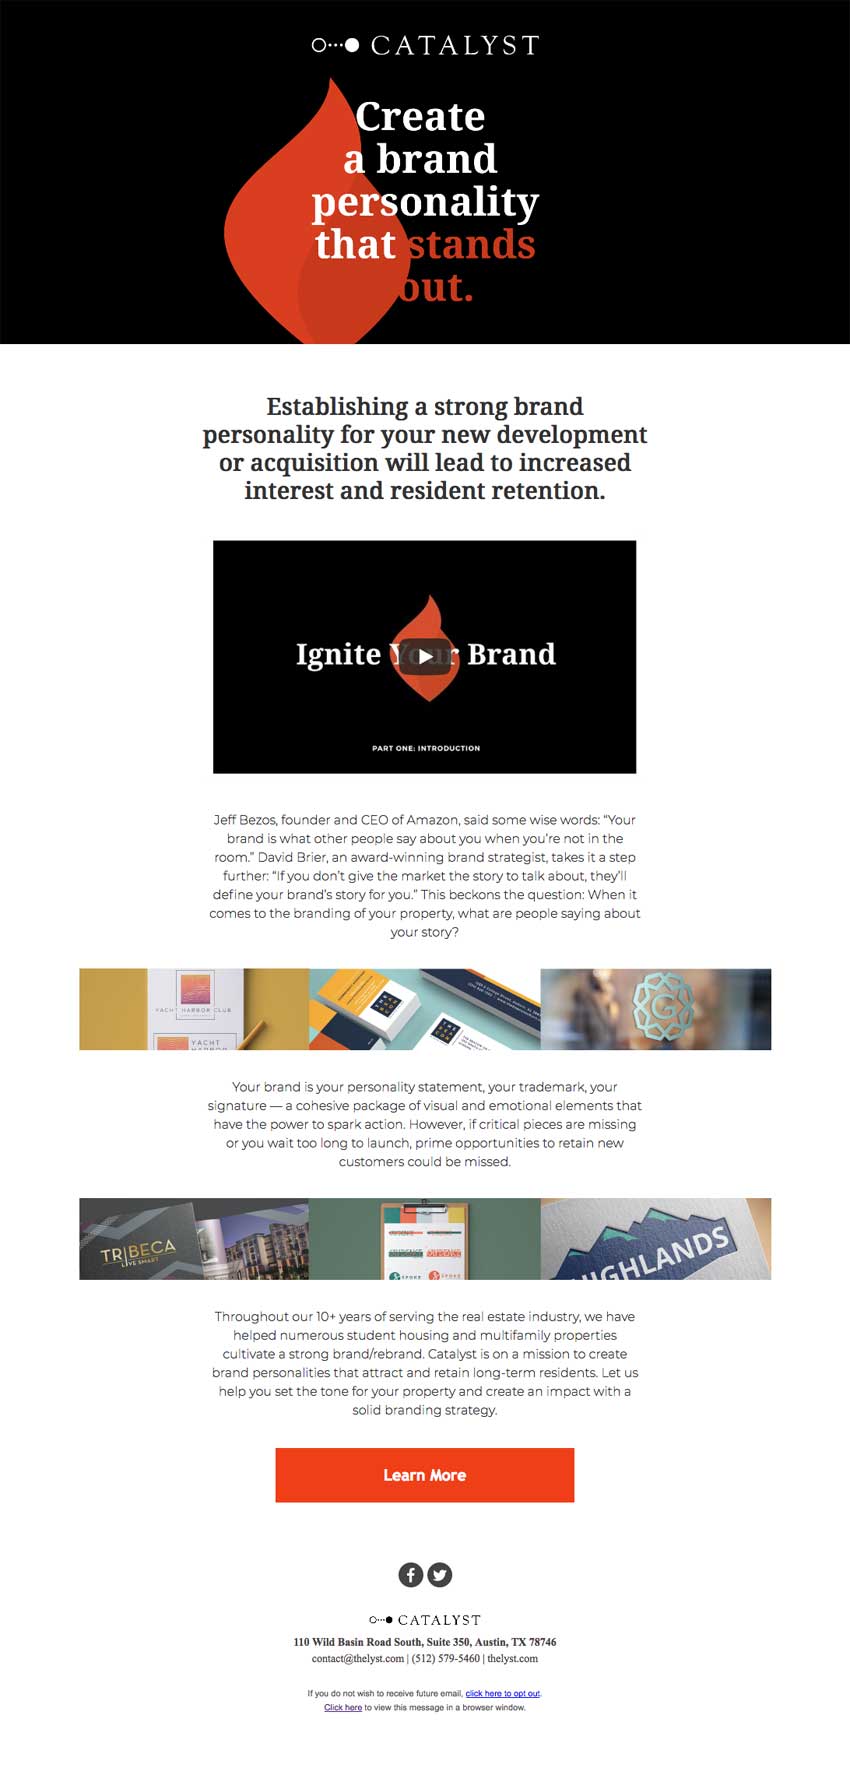 CATALYST
Create
a brand
personality
that stands
out.
Establishing a strong brand
personality for your new development
or acquisition will lead to increased
interest and resident retention.
Ignite Your Brand
PART ONE: INTRODUCTION
Jeff Bezos, founder and CEO of Amazon, said some wise words: “Your
brand is what other people say about you when you’re not in the
room.” David Brier, an award-winning brand strategist, takes it a step
further: “If you don’t give the market the story to talk about, they’ll
define your brand’s story for you.” This beckons the question: When it
comes to the branding of your property, what are people saying about
your story?
YACHT HARBOR CLUB
YACHT
HARBOR
G
Your brand is your personality statement, your trademark, your
signature — a cohesive package of visual and emotional elements that
have the power to spark action. However, if critical pieces are missing
or you wait too long to launch, prime opportunities to retain new
customers could be missed.
TRIBECA
LIVE SMART
SPOKE
HIGHLANDS
Throughout our 10+ years of serving the real estate industry, we have
helped numerous student housing and multifamily properties
cultivate a strong brand/rebrand. Catalyst is on a mission to create
brand personalities that attract and retain long-term residents. Let us
help you set the tone for your property and create an impact with a
solid branding strategy.
Learn More
CATALYST
110 Wild Basin Road South, Suite 350, Austin, TX 78746
contact@thelyst.com | (512) 579-5460 | thelyst.com
If you do not wish to receive future email, click here to opt out.
Click here to view this message in a browser window.